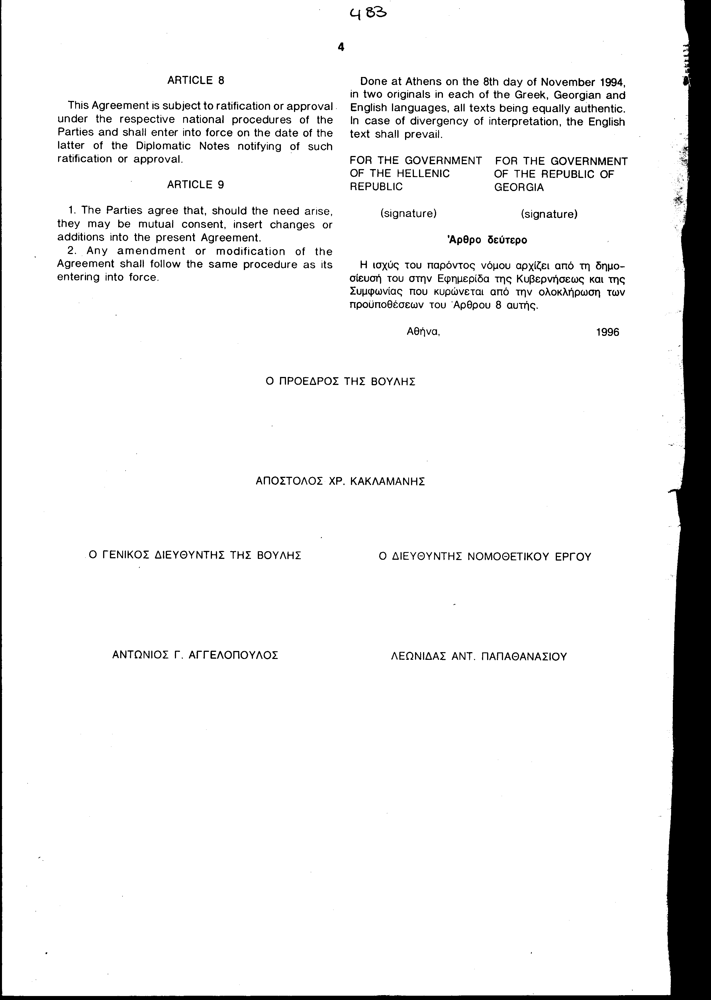 483
4
ARTICLE 8
This Agreement is subject to ratification or approval
under the respective national procedures of the
Parties and shall enter into force on the date of the
latter of the Diplomatic Notes notifying of such
ratification or approval.
ARTICLE 9
1. The Parties agree that, should the need arise,
they may be mutual consent, insert changes or
additions into the present Agreement.
2. Any amendment or modification of the
Agreement shall follow the same procedure as its
entering into force.
Done at Athens on the 8th day of November 1994,
in two originals in each of the Greek, Georgian and
English languages, all texts being equally authentic.
In case of divergency of interpretation, the English
text shall prevail.
FOR THE GOVERNMENT FOR THE GOVERNMENT
OF THE HELLENIC OF THE REPUBLIC OF
REPUBLIC GEORGIA
(signature) (signature)
Άρθρο δεύτερο
Η ισχύς του παρόντος νόμου αρχίζει από τη δημο-
σίευσή του στην Εφημερίδα της Κυβερνήσεως και της
Συμφωνίας που κυρώνεται από την ολοκλήρωση των
προϋποθέσεων του Άρθρου 8 αυτής.
Αθήνα, 1996
Ο ΠΡΟΕΔΡΟΣ ΤΗΣ ΒΟΥΛΗΣ
ΑΠΟΣΤΟΛΟΣ ΧΡ. ΚΑΚΛΑΜΑΝΗΣ
Ο ΓΕΝΙΚΟΣ ΔΙΕΥΘΥΝΤΗΣ ΤΗΣ ΒΟΥΛΗΣ Ο ΔΙΕΥΘΥΝΤΗΣ ΝΟΜΟΘΕΤΙΚΟΥ ΕΡΓΟΥ
ΑΝΤΩΝΙΟΣ Γ. ΑΓΓΕΛΟΠΟΥΛΟΣ ΛΕΩΝΙΔΑΣ ΑΝΤ. ΠΑΠΑΘΑΝΑΣΙΟΥ